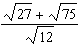 (√27 + √75) / √12